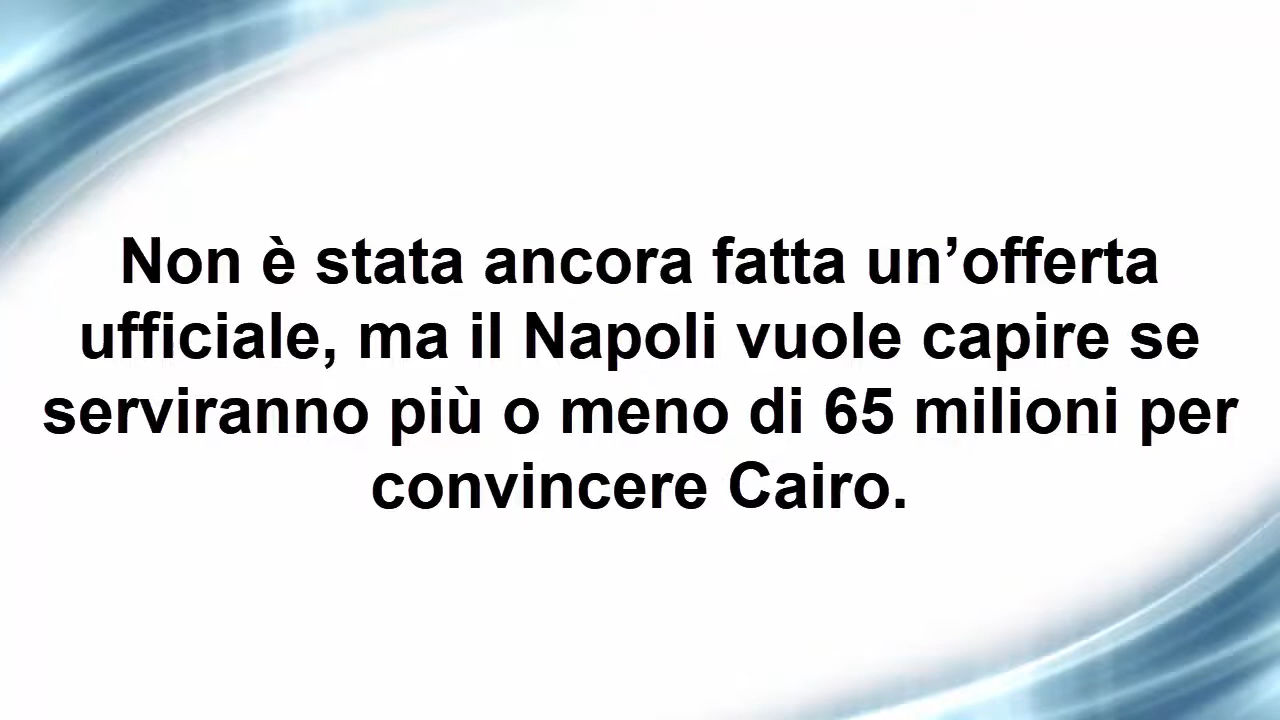 Non è stata ancora fatta un’offerta
ufficiale, ma il Napoli vuole capire se
serviranno più o meno di 65 milioni per
convincere Cairo.